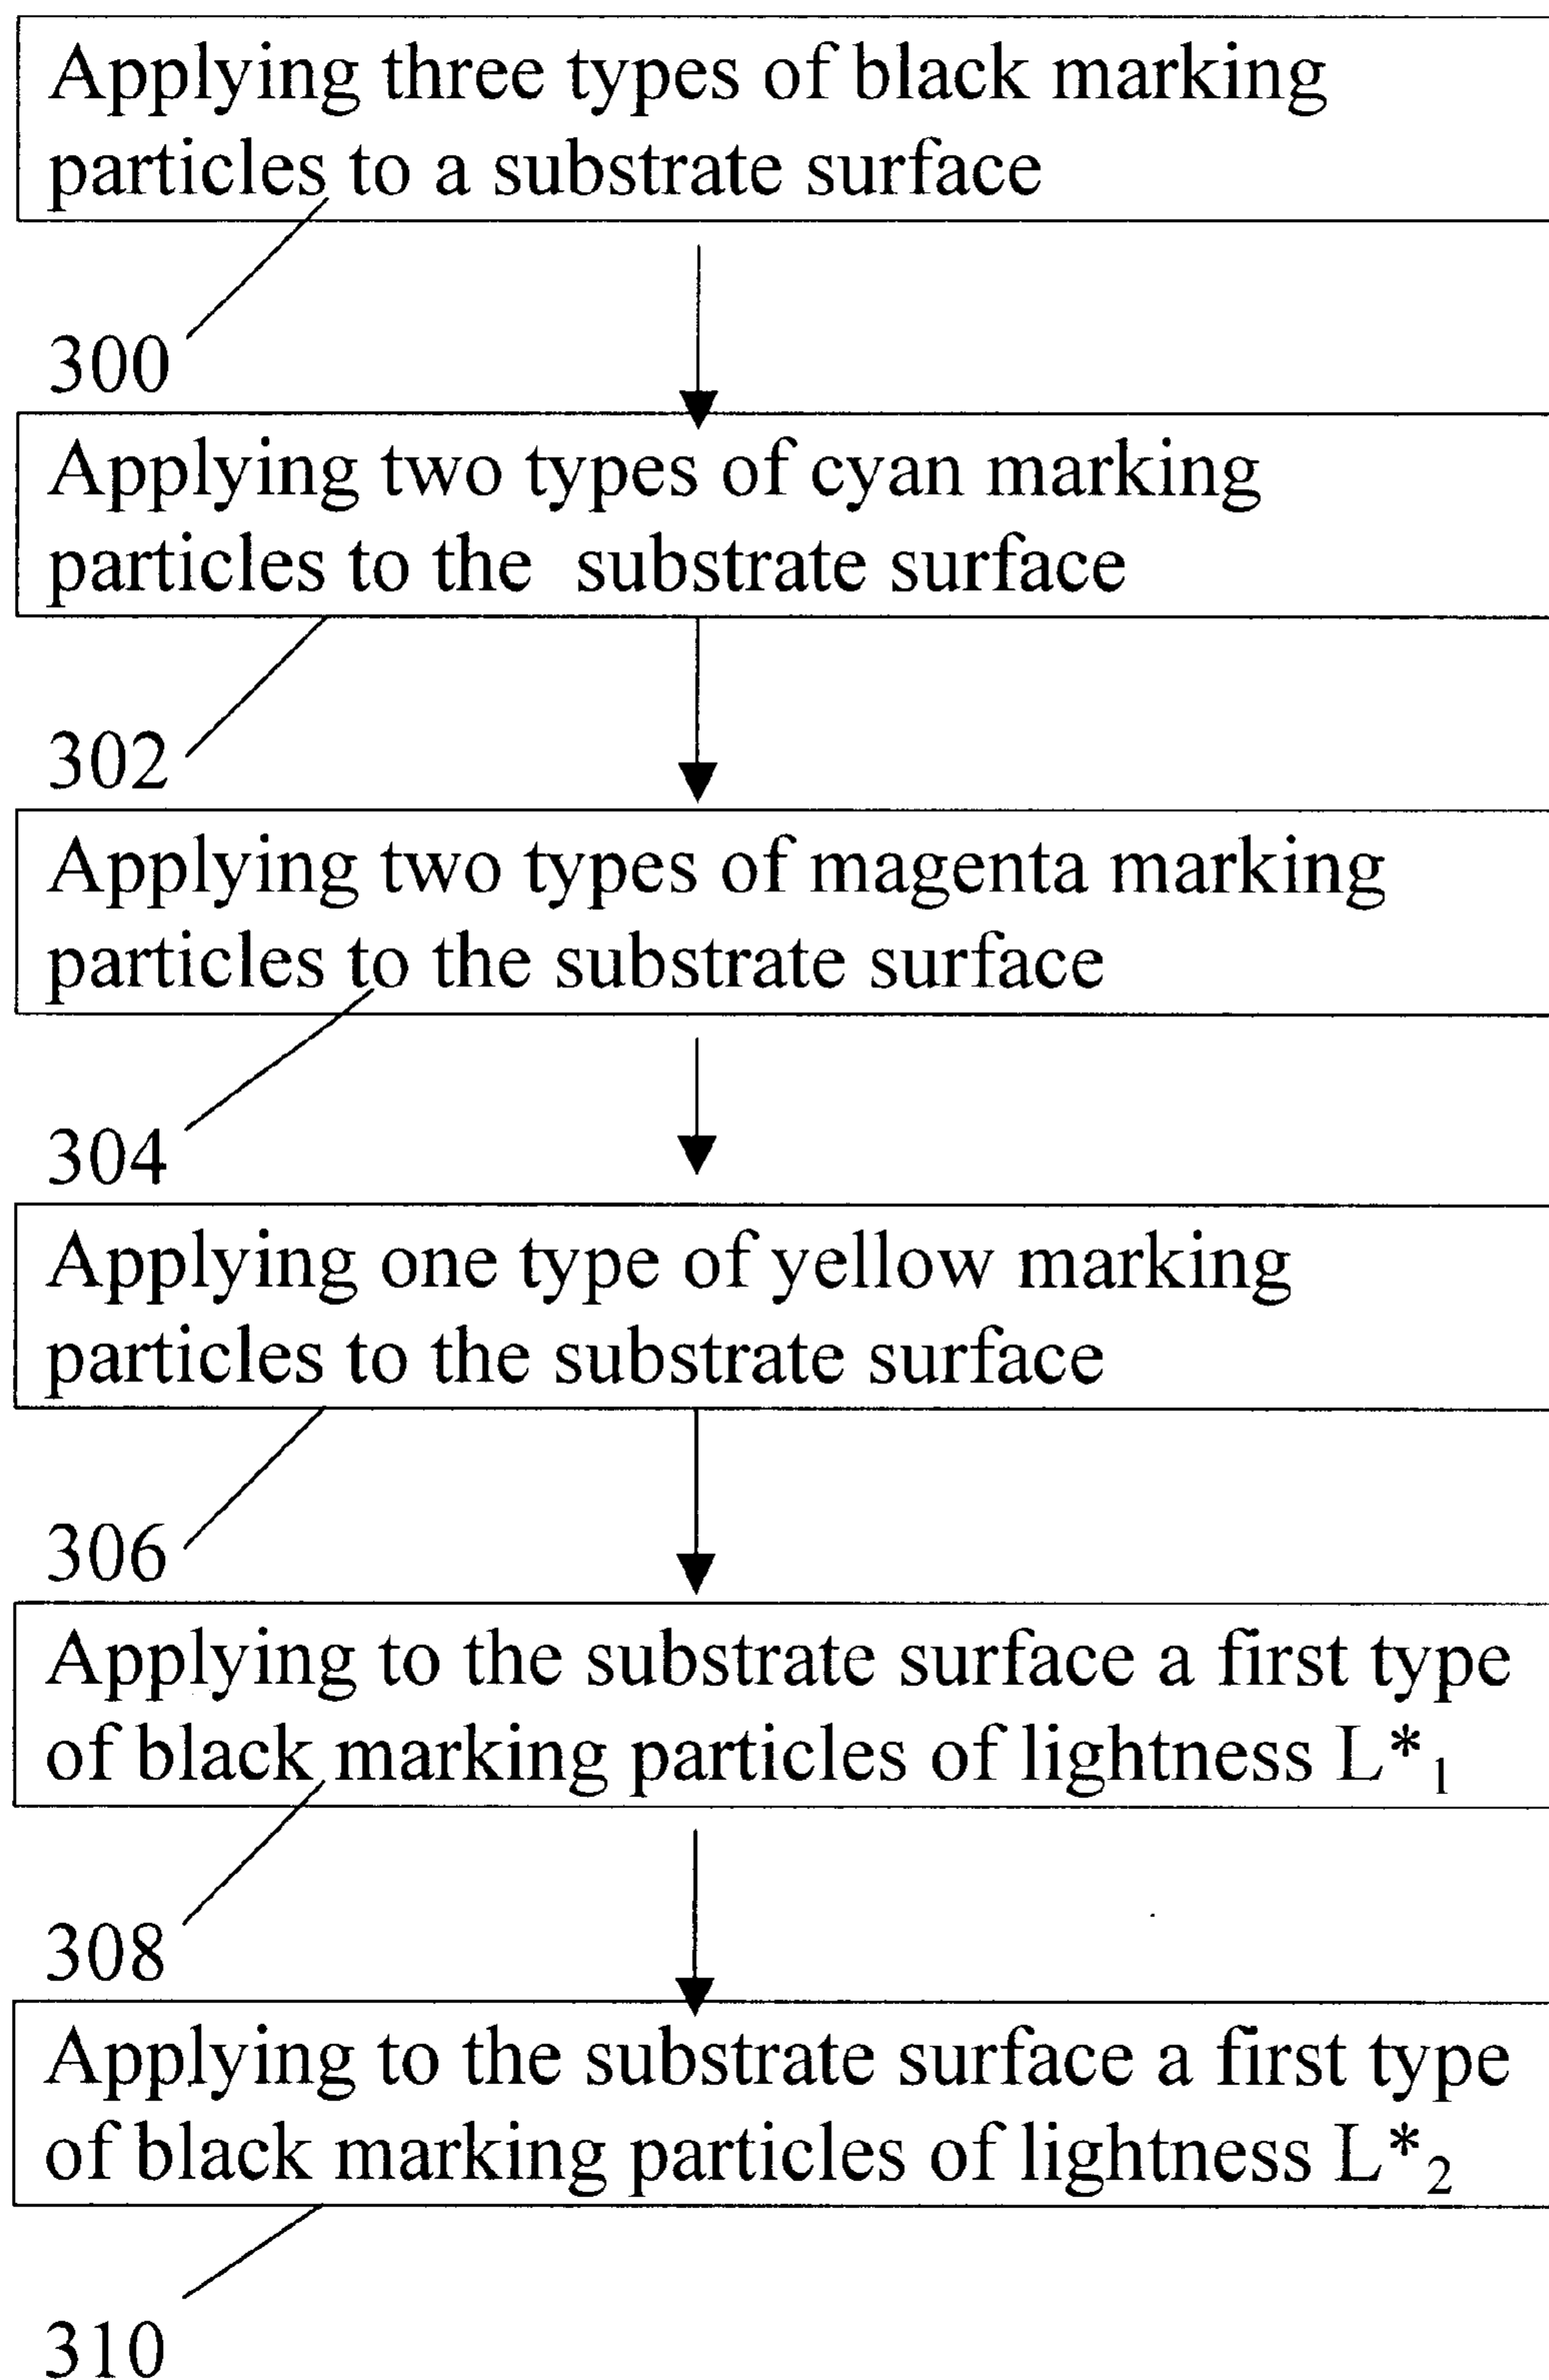 Applying three types of black marking
particles to a substrate surface
300
Applying two types of cyan marking
particles to the substrate surface
302
Applying two types of magenta marking
particles to the substrate surface
304
Applying one type of yellow marking
particles to the substrate surface
306
Applying to the substrate surface a first type
of black marking particles of lightness L*₁
308
Applying to the substrate surface a first type
of black marking particles of lightness L*₂
310